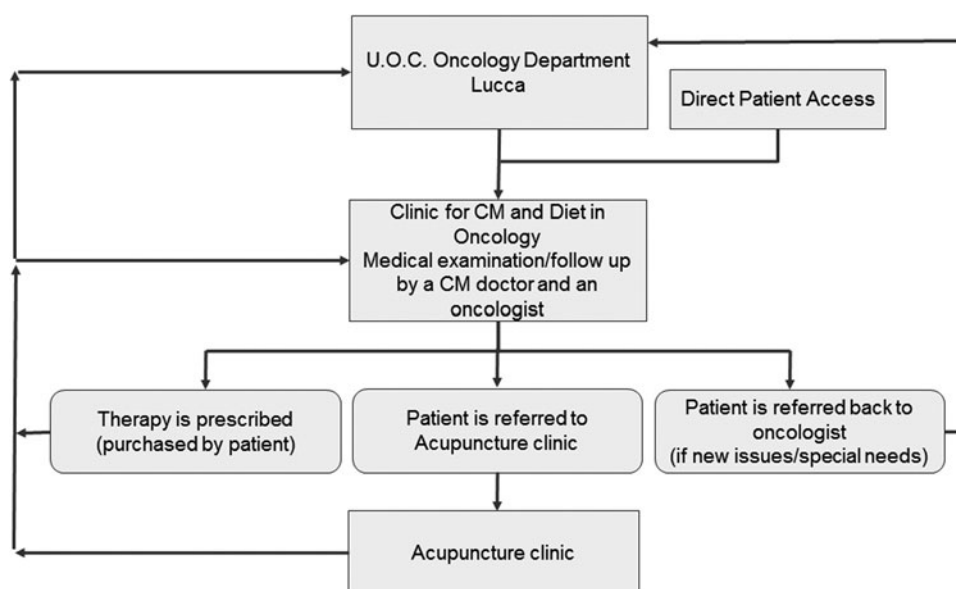 U.O.C. Oncology Department
Lucca
Direct Patient Access
Clinic for CM and Diet in
Oncology
Medical examination/follow up
by a CM doctor and an
oncologist
Therapy is prescribed
(purchased by patient)
Patient is referred to
Acupuncture clinic
Patient is referred back to
oncologist
(if new issues/special needs)
Acupuncture clinic